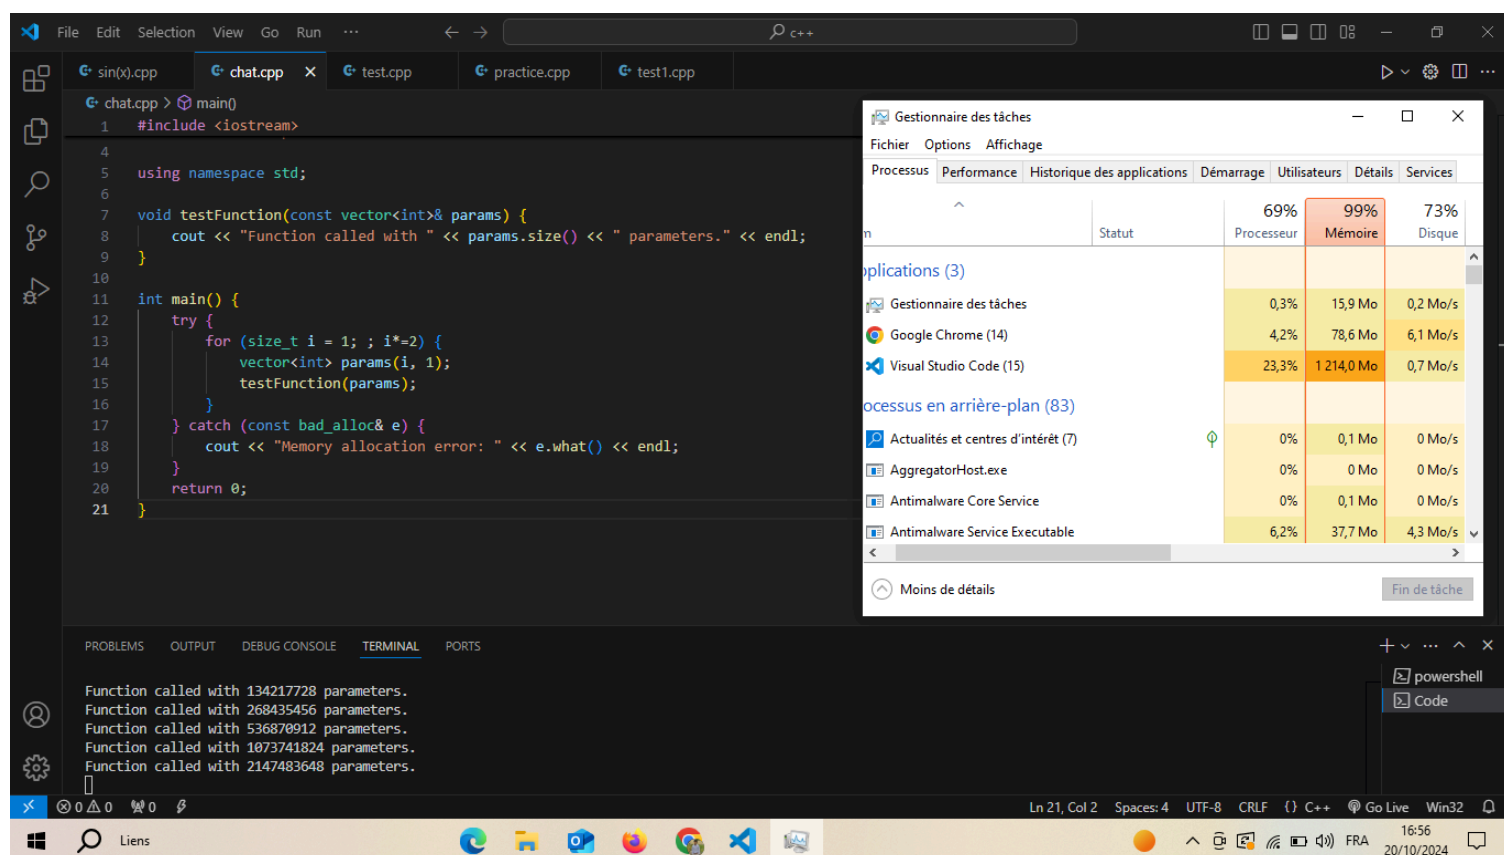 File Edit Selection View Go Run ···
c++
sin(x).cpp chat.cpp test.cpp practice.cpp test1.cpp
chat.cpp > main()
1 #include <iostream>
4
5 using namespace std;
6
7 void testFunction(const vector<int>& params) {
8 cout << "Function called with " << params.size() << " parameters." << endl;
9 }
10
11 int main() {
12 try {
13 for (size_t i = 1; ; i*=2) {
14 vector<int> params(i, 1);
15 testFunction(params);
16 }
17 } catch (const bad_alloc& e) {
18 cout << "Memory allocation error: " << e.what() << endl;
19 }
20 return 0;
21 }
Gestionnaire des tâches
Fichier Options Affichage
Processus Performance Historique des applications Démarrage Utilisateurs Détails Services
69% 99% 73%
m Statut Processeur Mémoire Disque
pplications (3)
Gestionnaire des tâches 0,3% 15,9 Mo 0,2 Mo/s
Google Chrome (14) 4,2% 78,6 Mo 6,1 Mo/s
Visual Studio Code (15) 23,3% 1 214,0 Mo 0,7 Mo/s
ocessus en arrière-plan (83)
Actualités et centres d'intérêt (7) 0% 0,1 Mo 0 Mo/s
AggregatorHost.exe 0% 0 Mo 0 Mo/s
Antimalware Core Service 0% 0,1 Mo 0 Mo/s
Antimalware Service Executable 6,2% 37,7 Mo 4,3 Mo/s
Moins de détails Fin de tâche
PROBLEMS OUTPUT DEBUG CONSOLE TERMINAL PORTS
powershell
Code
Function called with 134217728 parameters.
Function called with 268435456 parameters.
Function called with 536870912 parameters.
Function called with 1073741824 parameters.
Function called with 2147483648 parameters.
0 0 0 Ln 21, Col 2 Spaces: 4 UTF-8 CRLF {} C++ Go Live Win32
Liens FRA 16:56
20/10/2024